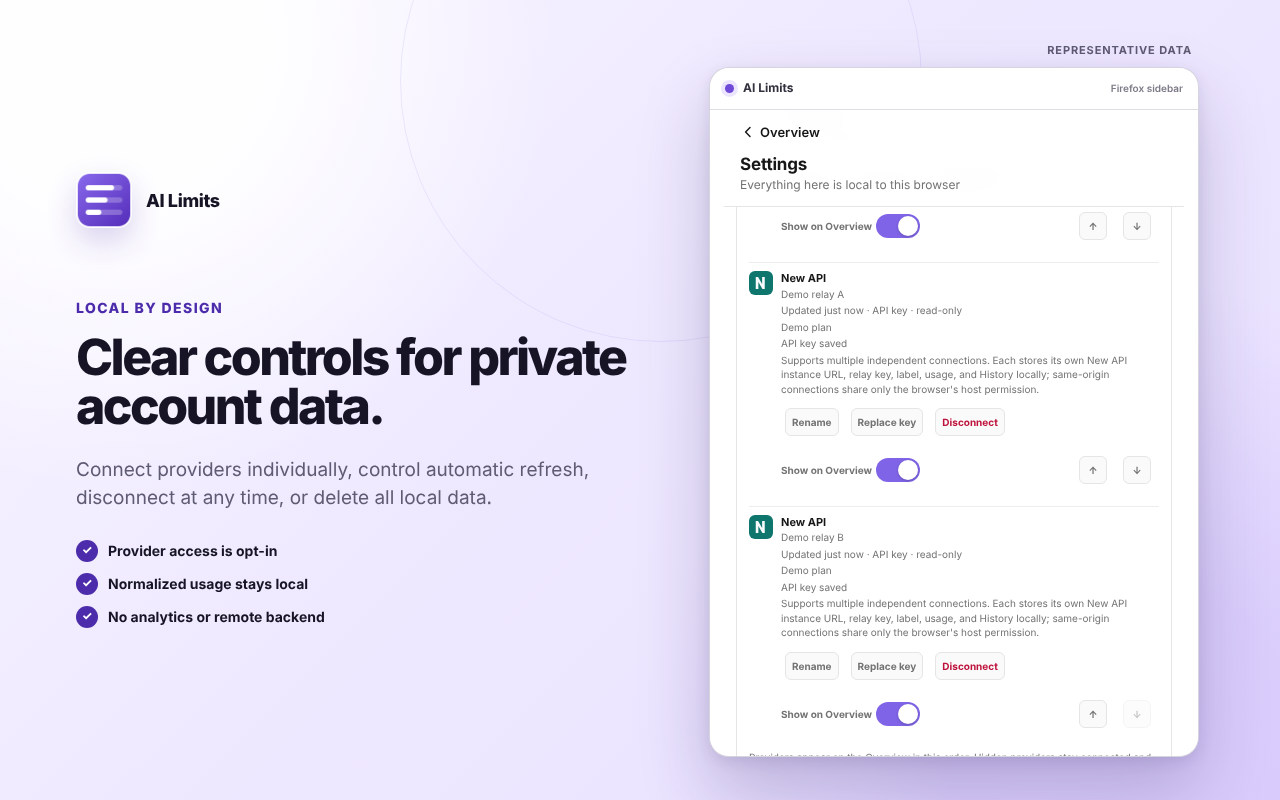 AI Limits
LOCAL BY DESIGN
Clear controls for private
account data.
Connect providers individually, control automatic refresh,
disconnect at any time, or delete all local data.
Provider access is opt-in
Normalized usage stays local
No analytics or remote backend
REPRESENTATIVE DATA
AI Limits
Firefox sidebar
Overview
Settings
Everything here is local to this browser
Show on Overview
N
New API
Demo relay A
Updated just now · API key · read-only
Demo plan
API key saved
Supports multiple independent connections. Each stores its own New API
instance URL, relay key, label, usage, and History locally; same-origin
connections share only the browser's host permission.
Rename
Replace key
Disconnect
Show on Overview
N
New API
Demo relay B
Updated just now · API key · read-only
Demo plan
API key saved
Supports multiple independent connections. Each stores its own New API
instance URL, relay key, label, usage, and History locally; same-origin
connections share only the browser's host permission.
Rename
Replace key
Disconnect
Show on Overview